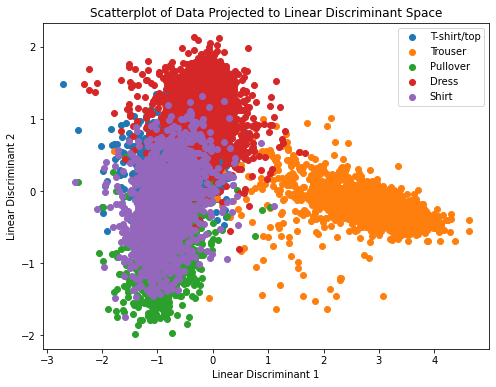 Scatterplot of Data Projected to Linear Discriminant Space
T-shirt/top
Trouser
Pullover
Dress
Shirt
Linear Discriminant 2
2
1
0
−1
−2
−3 −2 −1 0 1 2 3 4
Linear Discriminant 1